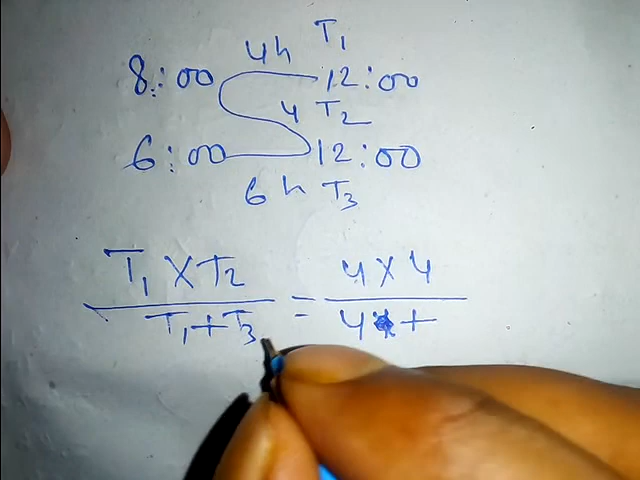 4h T1
8:00 12:00
4 T2
6:00 12:00
6 h T3
T1 X T2 = 4 X 4
T1+T3 4 +